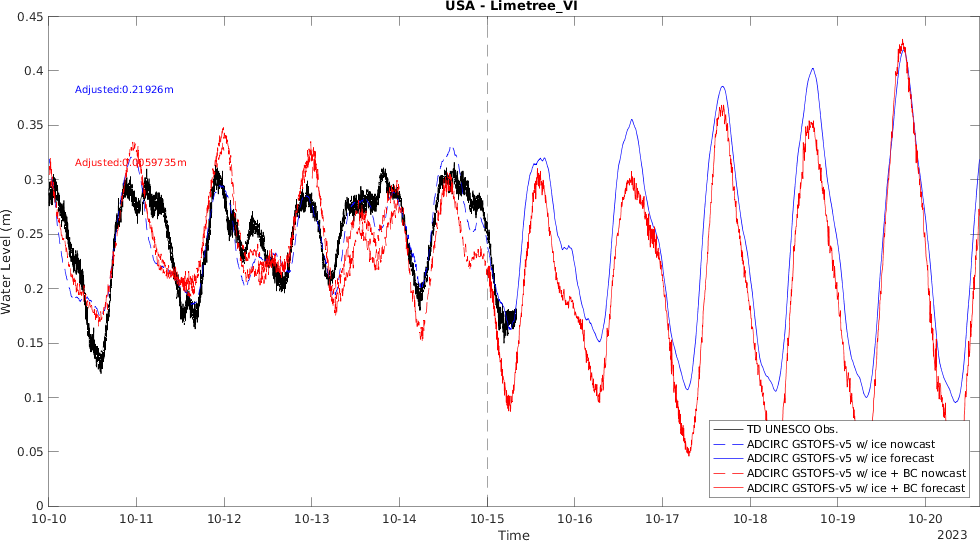 USA - Limetree_VI
0.45
0.4
0.35
0.3
0.25
0.2
0.15
0.1
0.05
0
Water Level (m)
Adjusted:0.21926m
Adjusted:0.0059735m
TD UNESCO Obs.
ADCIRC GSTOFS-v5 w/ ice nowcast
ADCIRC GSTOFS-v5 w/ ice forecast
ADCIRC GSTOFS-v5 w/ ice + BC nowcast
ADCIRC GSTOFS-v5 w/ ice + BC forecast
10-10 10-11 10-12 10-13 10-14 10-15 10-16 10-17 10-18 10-19 10-20
Time
2023